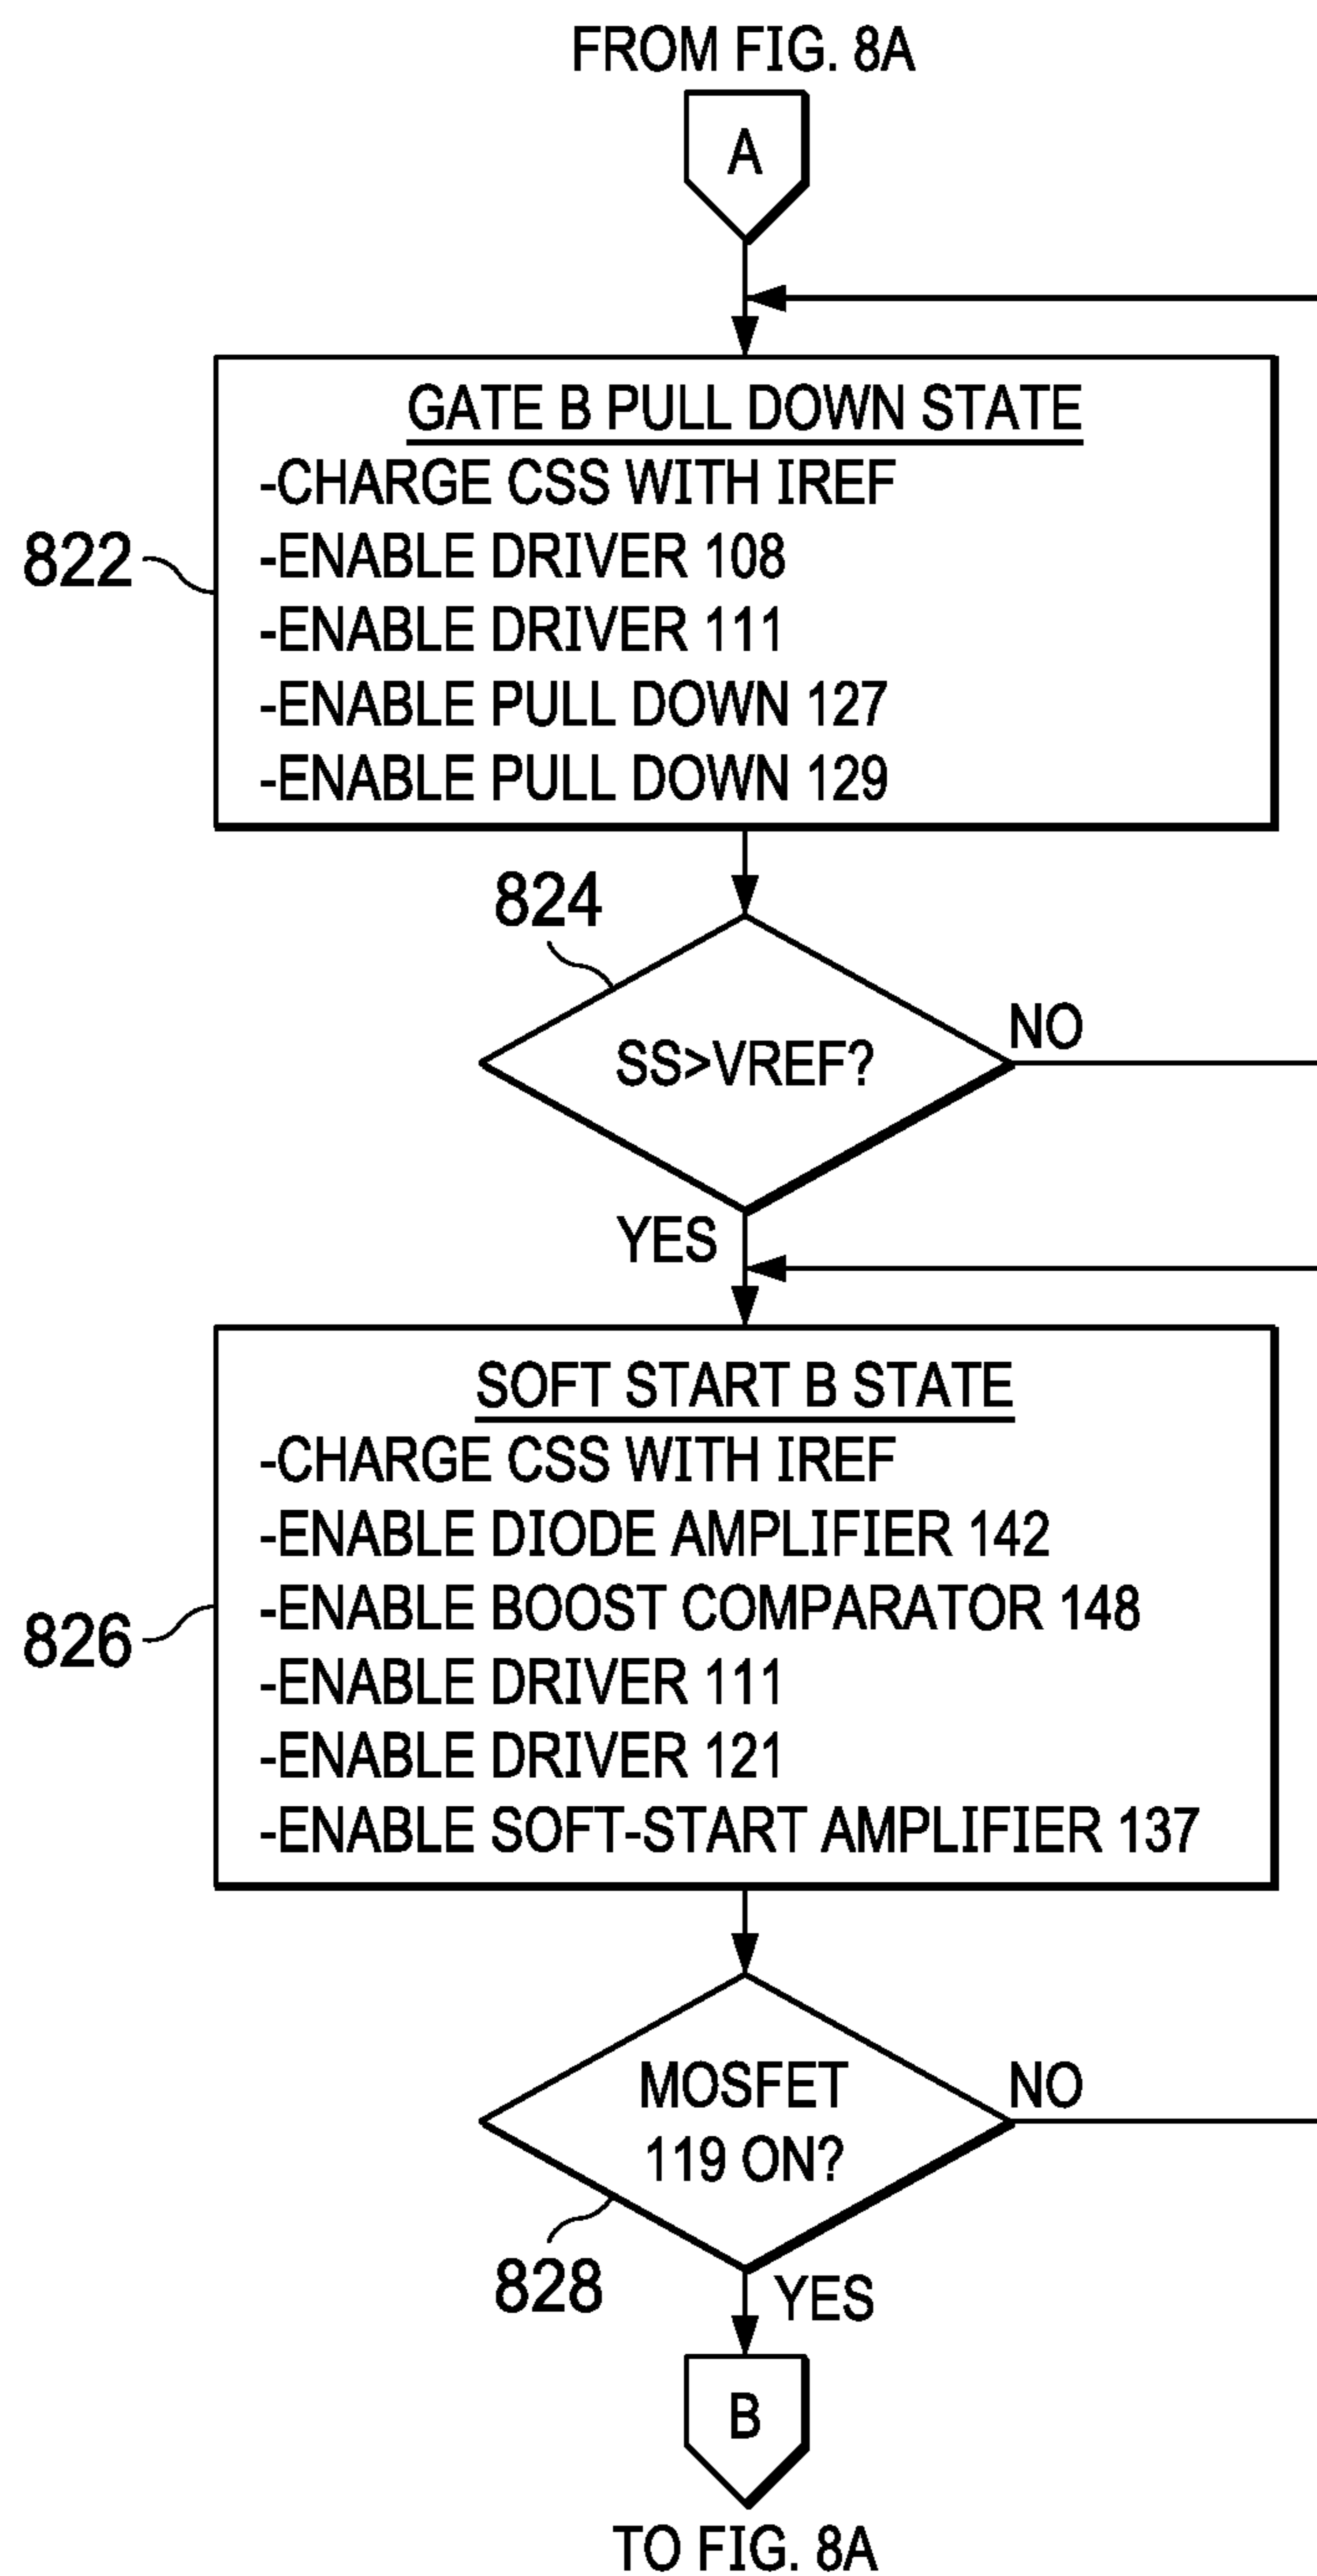 FROM FIG. 8A
A
GATE B PULL DOWN STATE
-CHARGE CSS WITH IREF
-ENABLE DRIVER 108
-ENABLE DRIVER 111
-ENABLE PULL DOWN 127
-ENABLE PULL DOWN 129
822
824
SS>VREF?
NO
YES
SOFT START B STATE
-CHARGE CSS WITH IREF
-ENABLE DIODE AMPLIFIER 142
-ENABLE BOOST COMPARATOR 148
-ENABLE DRIVER 111
-ENABLE DRIVER 121
-ENABLE SOFT-START AMPLIFIER 137
826
MOSFET
119 ON?
NO
828
YES
B
TO FIG. 8A